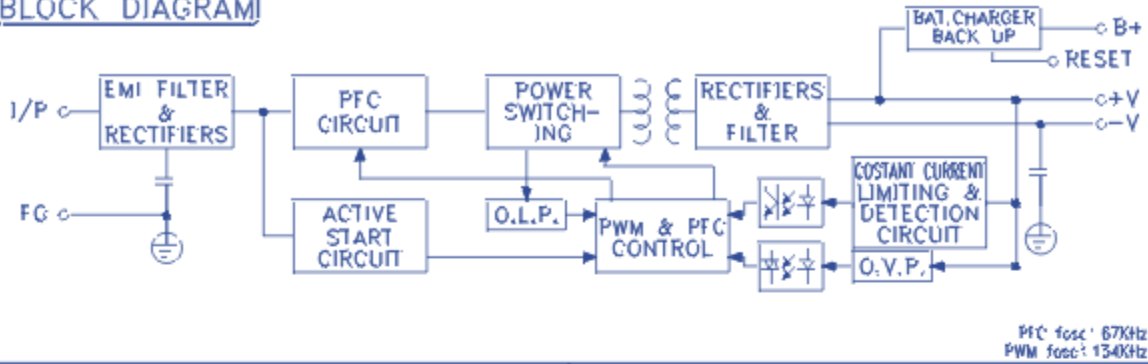 BLOCK DIAGRAM
BAT. CHARGER
BACK UP
B+
RESET
I/P
EMI FILTER
&
RECTIFIERS
PFC
CIRCUIT
POWER
SWITCH-
ING
RECTIFIERS
&
FILTER
+V
-V
FG
ACTIVE
START
CIRCUIT
O.L.P.
PWM & PFC
CONTROL
COSTANT CURRENT
LIMITING &
DETECTION
CIRCUIT
O.V.P.
PFC fosc : 67KHz
PWM fosc : 134KHz